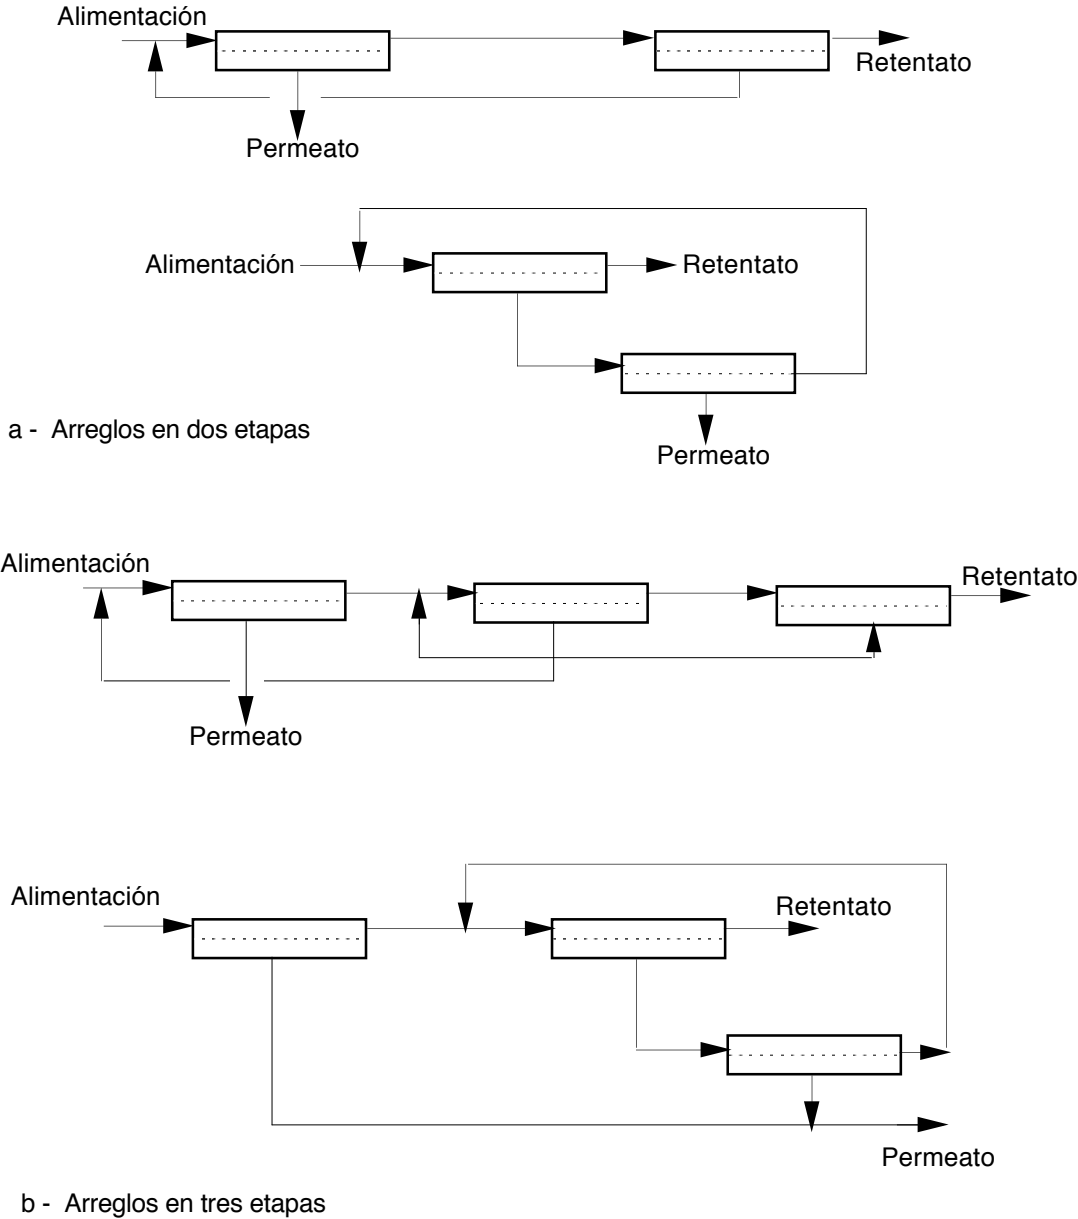 Alimentación
Retentato
Permeato
Alimentación
Retentato
a - Arreglos en dos etapas
Permeato
Alimentación
Retentato
Permeato
Alimentación
Retentato
Permeato
b - Arreglos en tres etapas